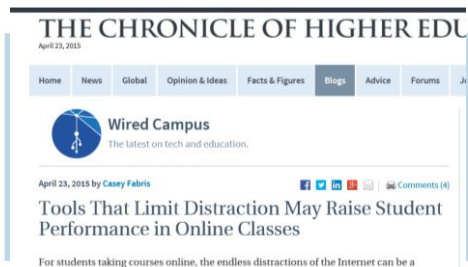 THE CHRONICLE OF HIGHER EDU
April 23, 2015
Home News Global Opinion & Ideas Facts & Figures Blogs Advice Forums J
Wired Campus
The latest on tech and education.
April 23, 2015 by Casey Fabris Comments (4)
Tools That Limit Distraction May Raise Student
Performance in Online Classes
For students taking courses online, the endless distractions of the Internet can be a